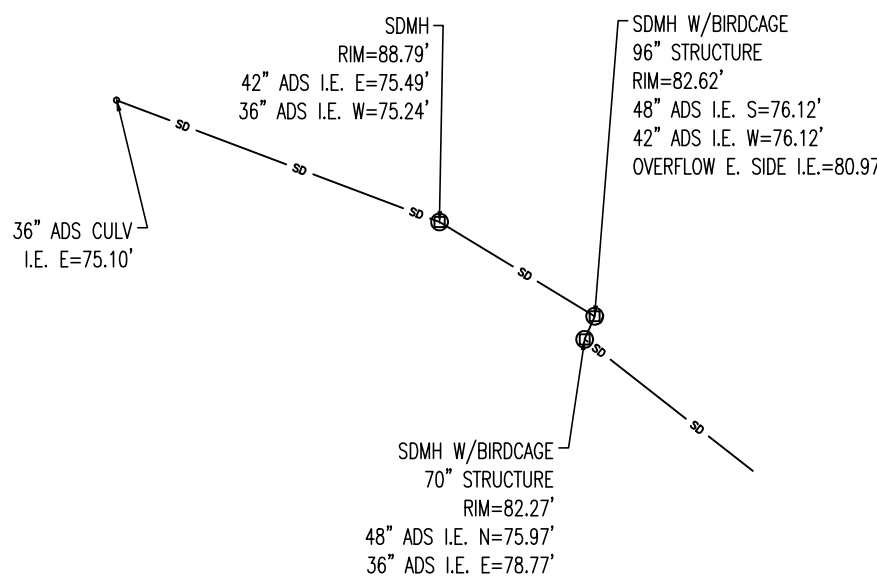 SDMH
RIM=88.79'
42" ADS I.E. E=75.49'
36" ADS I.E. W=75.24'
SDMH W/BIRDCAGE
96" STRUCTURE
RIM=82.62'
48" ADS I.E. S=76.12'
42" ADS I.E. W=76.12'
OVERFLOW E. SIDE I.E.=80.97
SD
SD
SD
36" ADS CULV
I.E. E=75.10'
SD
SD
SD
SDMH W/BIRDCAGE
70" STRUCTURE
RIM=82.27'
48" ADS I.E. N=75.97'
36" ADS I.E. E=78.77'